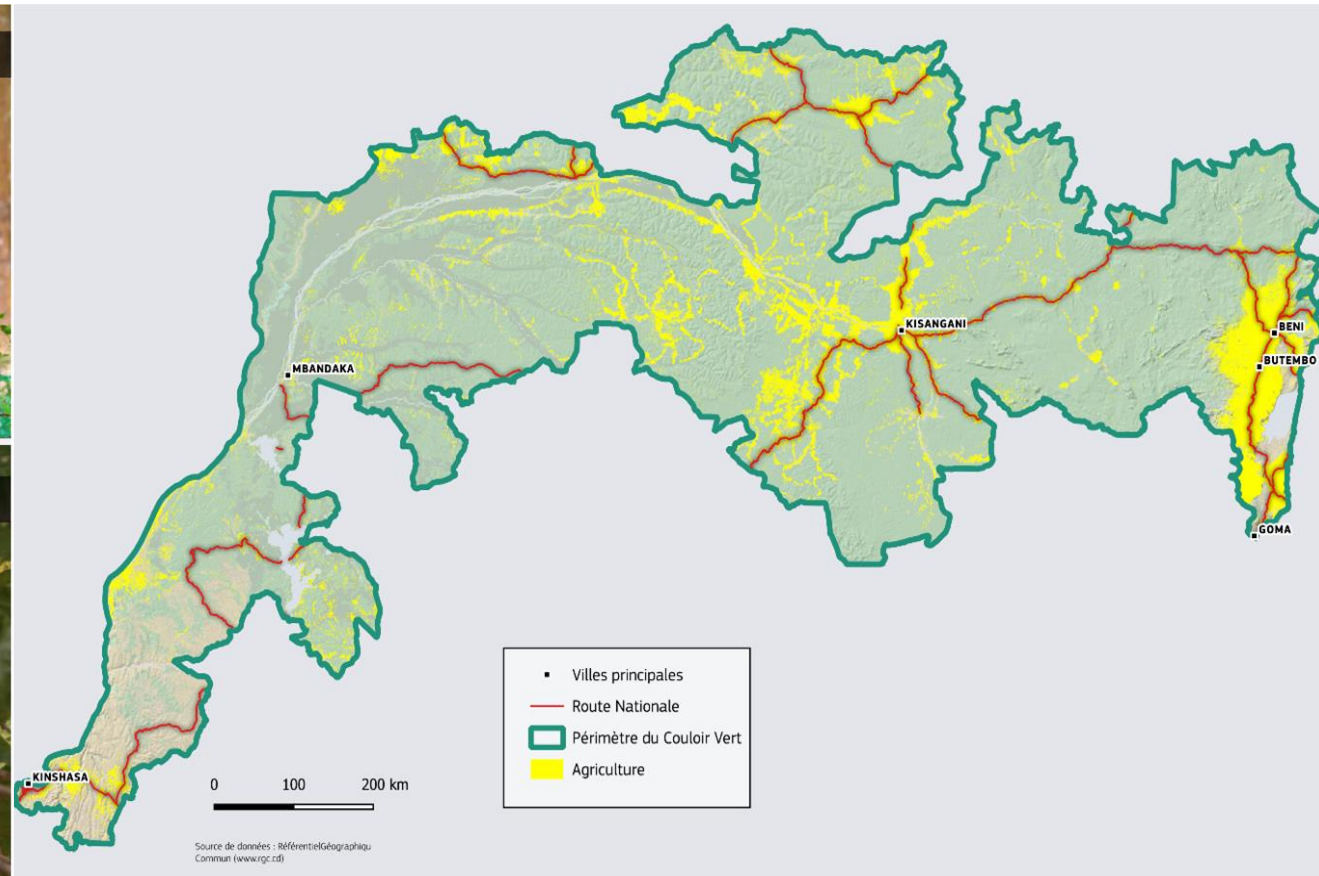 KISANGANI
BENI
BUTEMBO
MBANDAKA
GOMA
KINSHASA
Villes principales
Route Nationale
Périmètre du Couloir Vert
Agriculture
0 100 200 km
Source de données : RéférentielGéographiqu
Commun (www.rgc.cd)